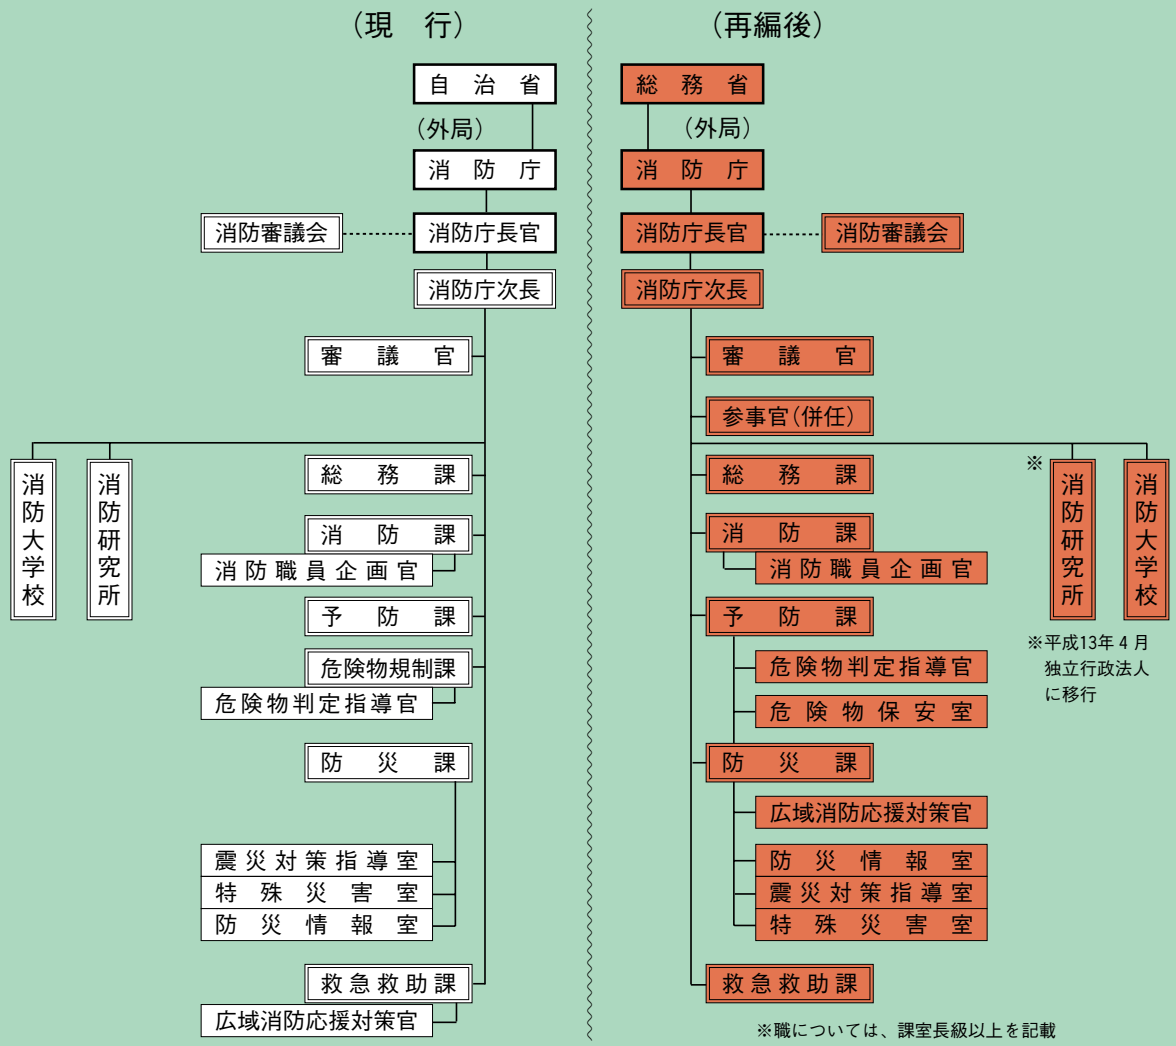 （現　行）
自治省
（外局）
消防庁
消防審議会
消防庁長官
消防庁次長
審議官
消防大学校
消防研究所
総務課
消防課
消防職員企画官
予防課
危険物規制課
危険物判定指導官
防災課
震災対策指導室
特殊災害室
防災情報室
救急救助課
広域消防応援対策官
（再編後）
総務省
（外局）
消防庁
消防庁長官
消防審議会
消防庁次長
審議官
参事官（併任）
総務課
消防課
消防職員企画官
予防課
危険物判定指導官
危険物保安室
防災課
広域消防応援対策官
防災情報室
震災対策指導室
特殊災害室
救急救助課
※
消防研究所
消防大学校
※平成13年4月
独立行政法人
に移行
※職については、課室長級以上を記載